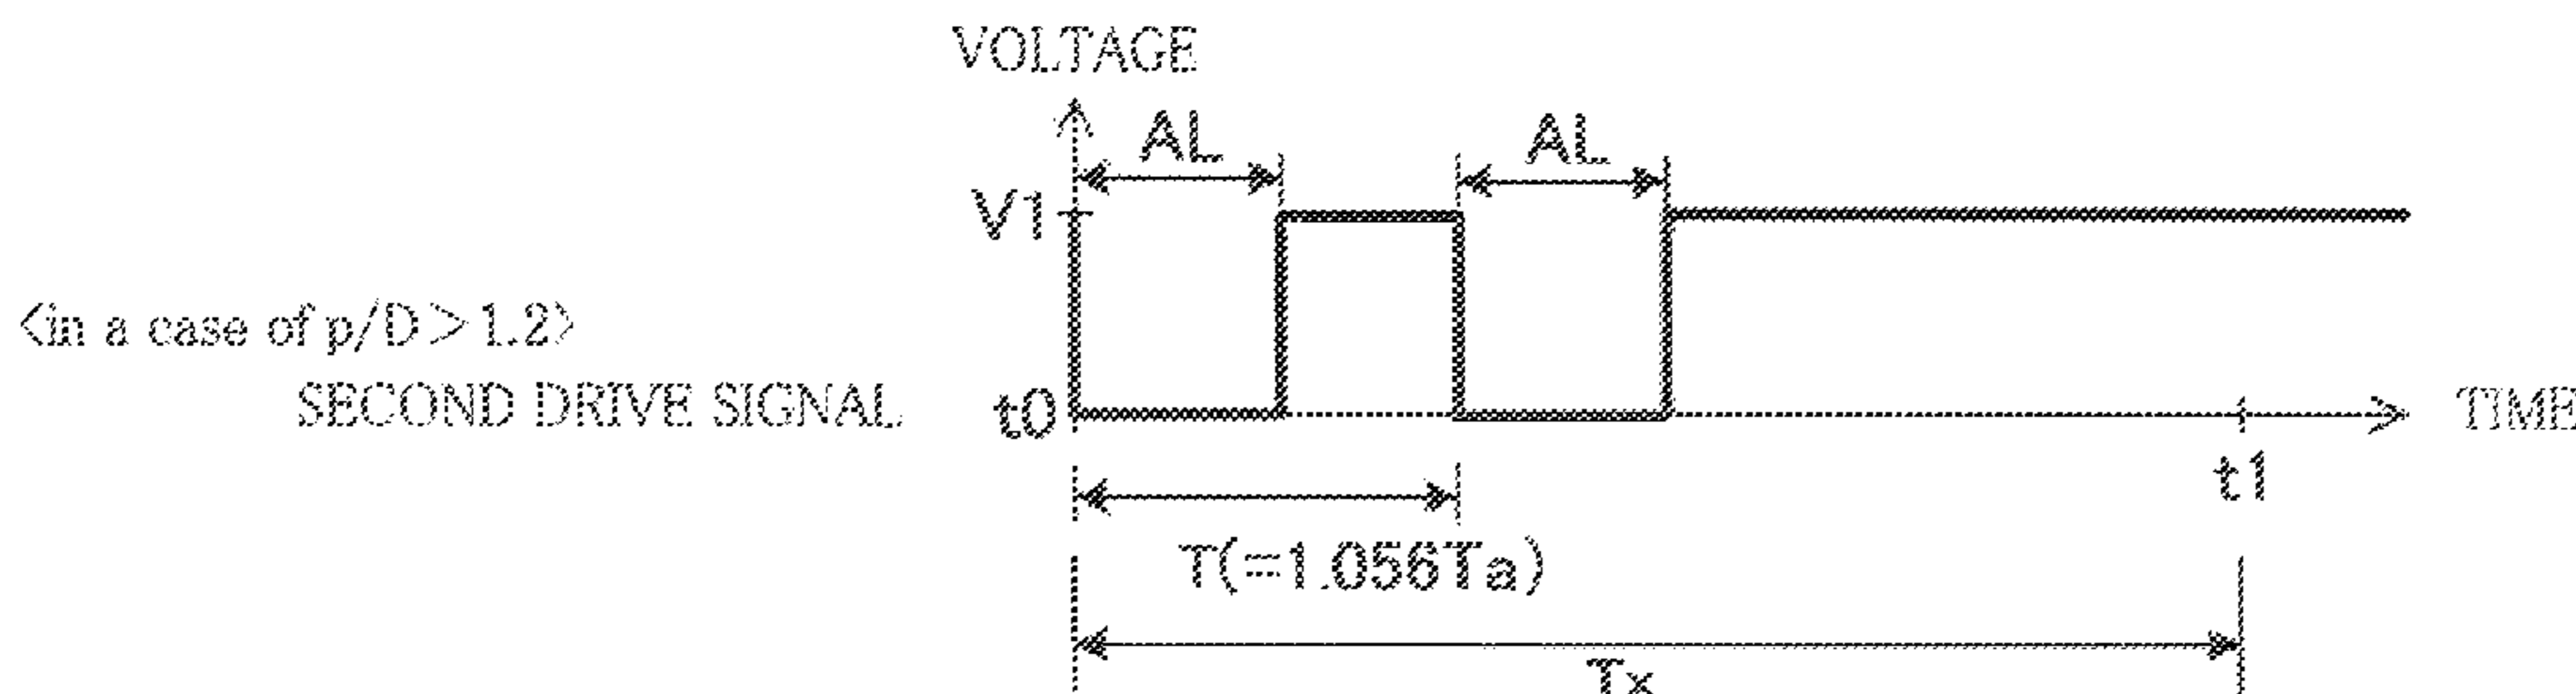 VOLTAGE
AL AL
V1
<in a case of p/D>1.2>
SECOND DRIVE SIGNAL t0 TIME
t1
T(=1.056Ta)
Tx